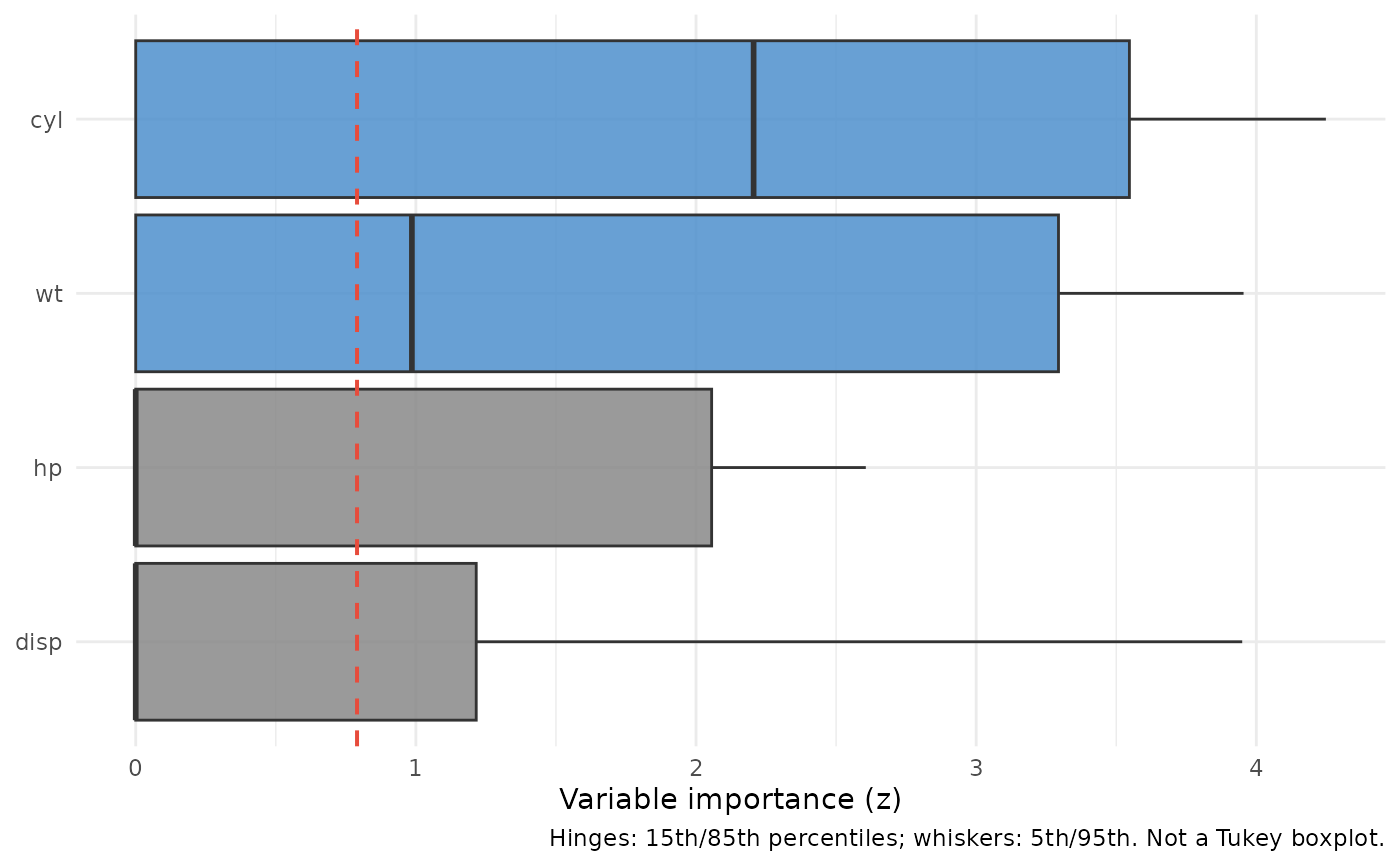 cyl
wt
hp
disp
0 1 2 3 4
Variable importance (z)
Hinges: 15th/85th percentiles; whiskers: 5th/95th. Not a Tukey boxplot.